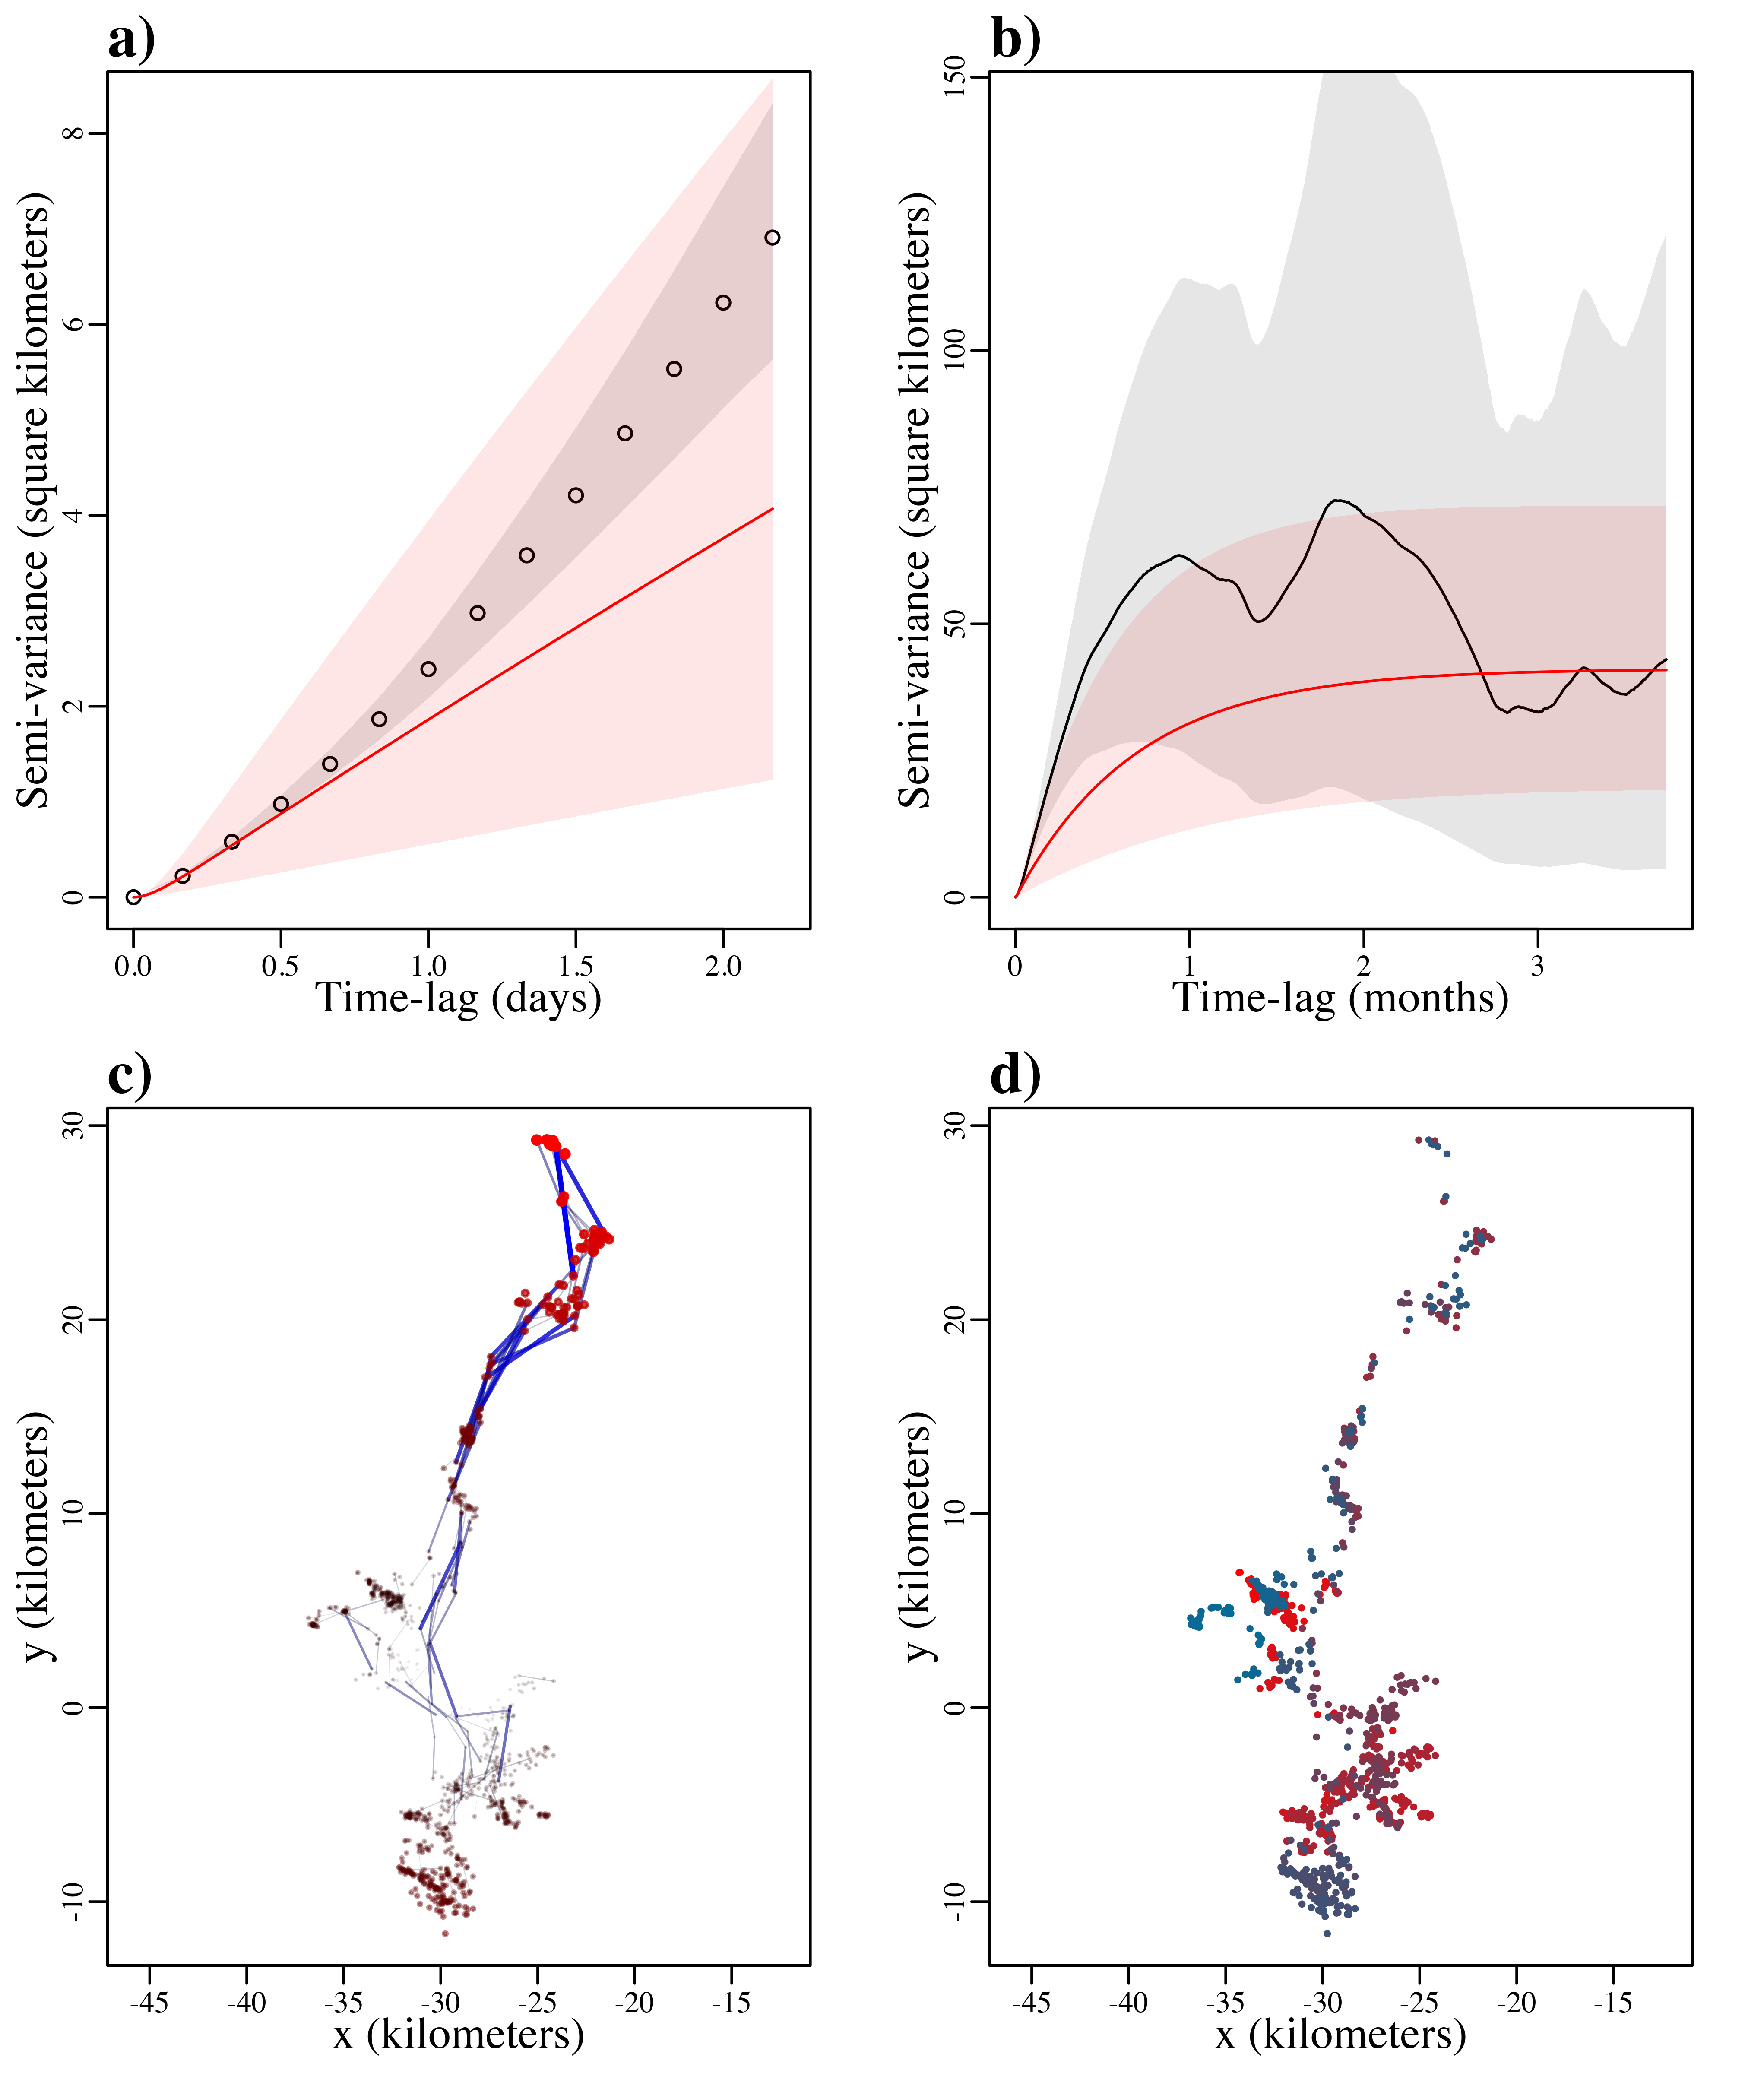 a)
Semi-variance (square kilometers)
8
6
4
2
0
0.0 0.5 1.0 1.5 2.0
Time-lag (days)
b)
Semi-variance (square kilometers)
150
100
50
0
0 1 2 3
Time-lag (months)
c)
y (kilometers)
30
20
10
0
-10
-45 -40 -35 -30 -25 -20 -15
x (kilometers)
d)
y (kilometers)
30
20
10
0
-10
-45 -40 -35 -30 -25 -20 -15
x (kilometers)